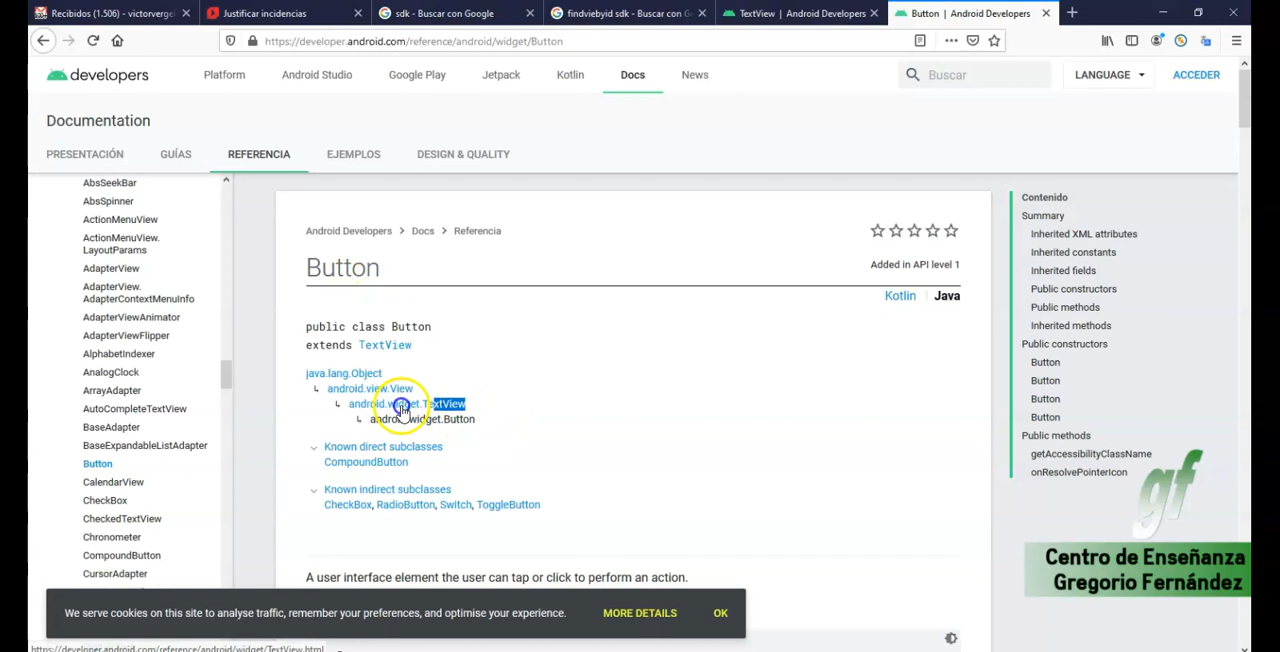 Recibidos (1.506) - victorverge
Justificar incidencias
sdk - Buscar con Google
findviebyid sdk - Buscar con G
TextView | Android Developers
Button | Android Developers
https://developer.android.com/reference/android/widget/Button
developers
Platform
Android Studio
Google Play
Jetpack
Kotlin
Docs
News
Buscar
LANGUAGE
ACCEDER
Documentation
PRESENTACIÓN
GUÍAS
REFERENCIA
EJEMPLOS
DESIGN & QUALITY
AbsSeekBar
AbsSpinner
ActionMenuView
ActionMenuView.
LayoutParams
AdapterView
AdapterView.
AdapterContextMenuInfo
AdapterViewAnimator
AdapterViewFlipper
AlphabetIndexer
AnalogClock
ArrayAdapter
AutoCompleteTextView
BaseAdapter
BaseExpandableListAdapter
Button
CalendarView
CheckBox
CheckedTextView
Chronometer
CompoundButton
CursorAdapter
Android Developers > Docs > Referencia
Button
Added in API level 1
Kotlin | Java
public class Button
extends TextView
java.lang.Object
↳ android.view.View
↳ android.widget.TextView
↳ android.widget.Button
Known direct subclasses
CompoundButton
Known indirect subclasses
CheckBox, RadioButton, Switch, ToggleButton
A user interface element the user can tap or click to perform an action.
Contenido
Summary
Inherited XML attributes
Inherited constants
Inherited fields
Public constructors
Public methods
Inherited methods
Public constructors
Button
Button
Button
Button
Public methods
getAccessibilityClassName
onResolvePointerIcon
gf
Centro de Enseñanza
Gregorio Fernández
We serve cookies on this site to analyse traffic, remember your preferences, and optimise your experience.
MORE DETAILS
OK
https://developer.android.com/reference/android/widget/TextView.html